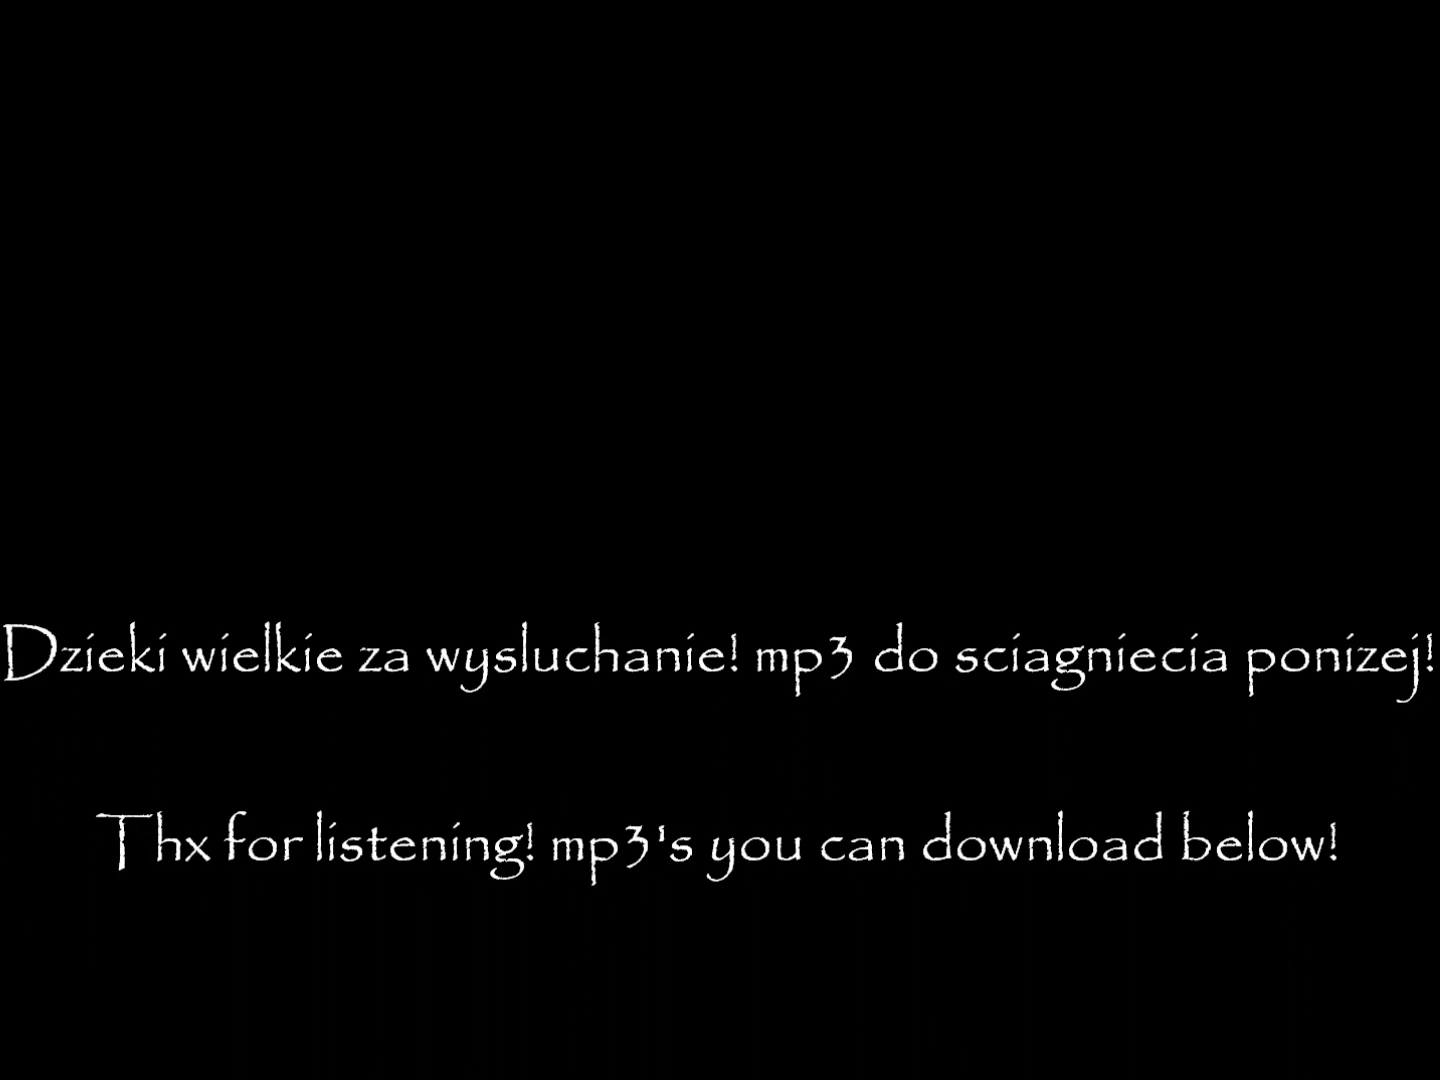 Dzieki wielkie za wysluchanie! mp3 do sciagniecia ponizej!
Thx for listening! mp3's you can download below!